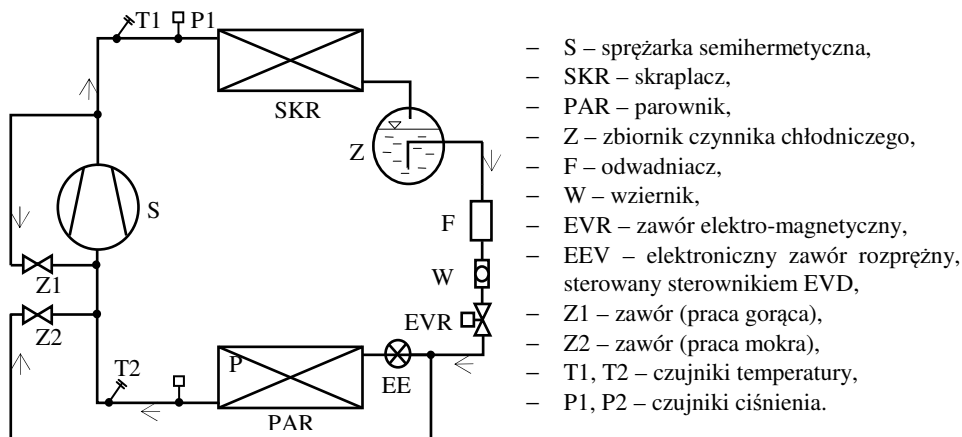 T1
P1
SKR
Z
S
F
W
EVR
Z1
Z2
T2
P
PAR
EE
– S – sprężarka semihermetyczna,
– SKR – skraplacz,
– PAR – parownik,
– Z – zbiornik czynnika chłodniczego,
– F – odwadniacz,
– W – wziernik,
– EVR – zawór elektro-magnetyczny,
– EEV – elektroniczny zawór rozprężny,
sterowany sterownikiem EVD,
– Z1 – zawór (praca gorąca),
– Z2 – zawór (praca mokra),
– T1, T2 – czujniki temperatury,
– P1, P2 – czujniki ciśnienia.